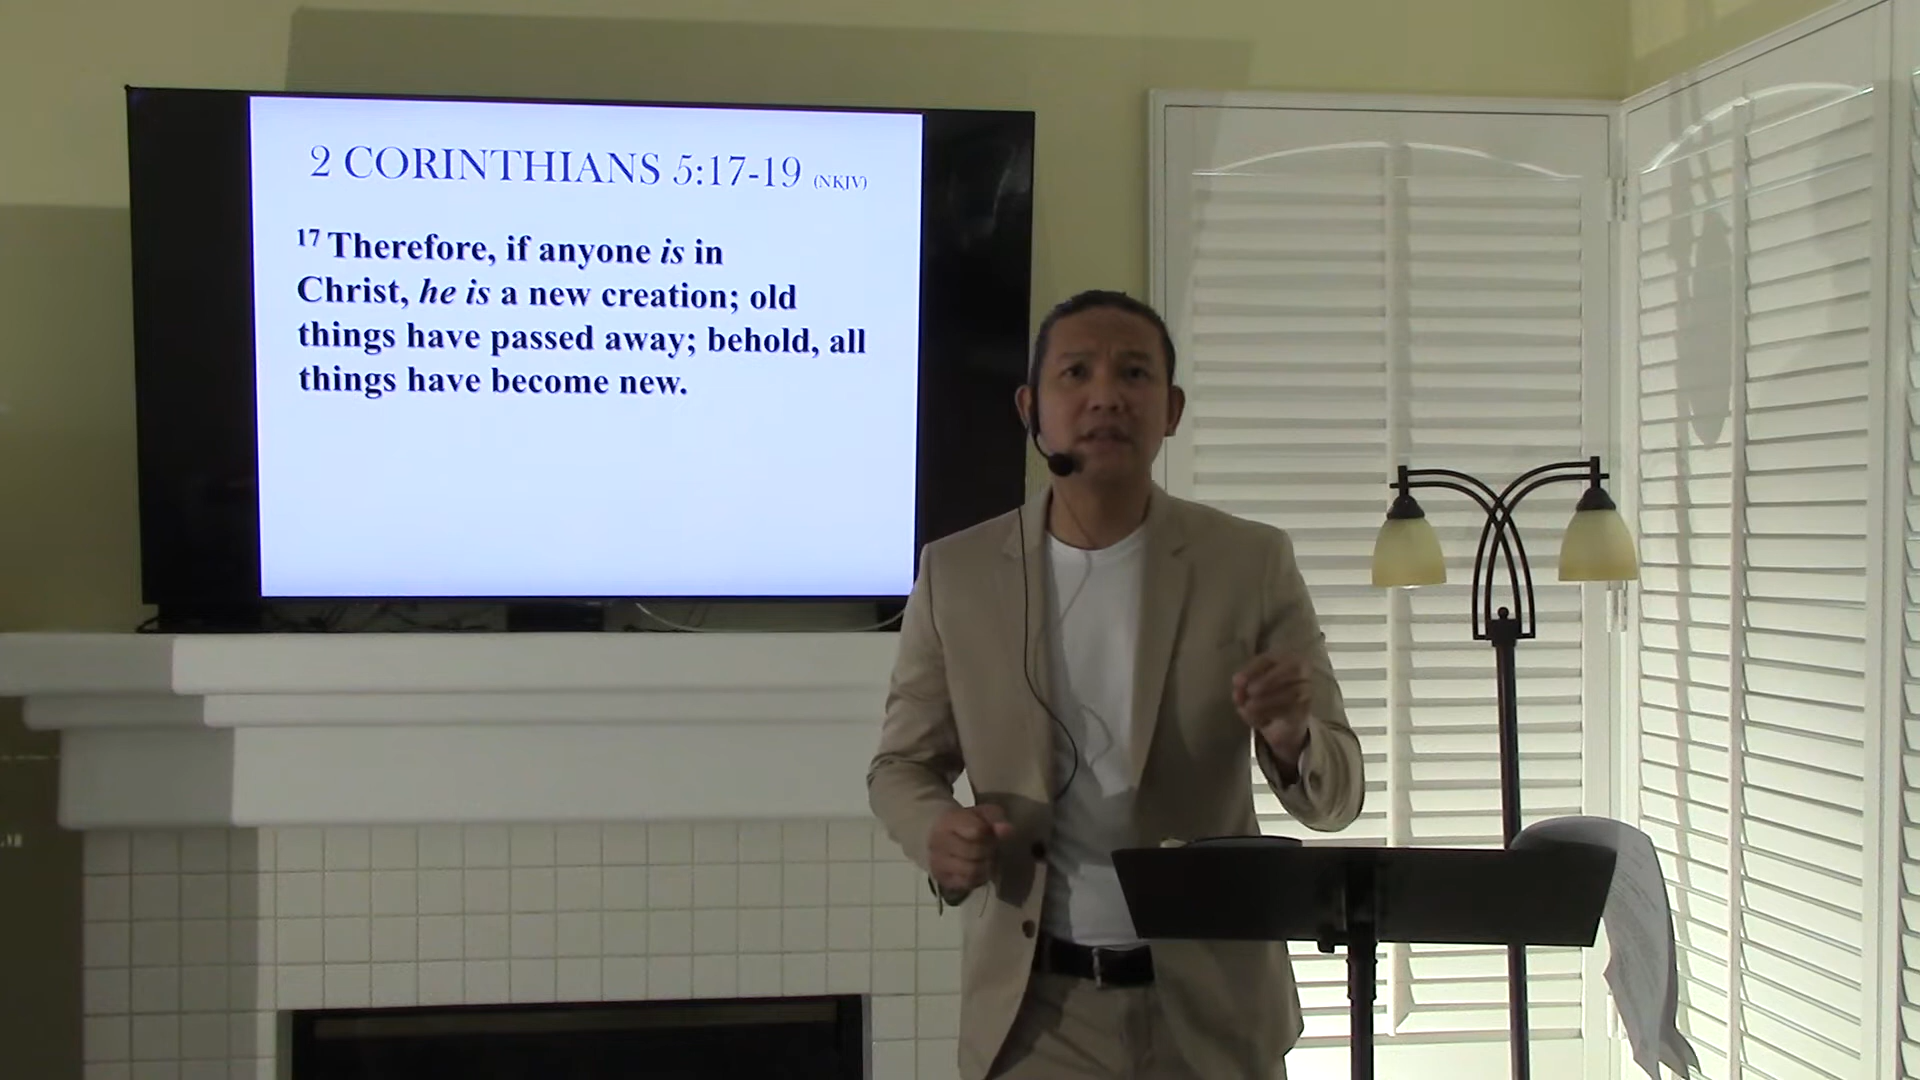 2 CORINTHIANS 5:17-19 (NKJV)
17 Therefore, if anyone is in
Christ, he is a new creation; old
things have passed away; behold, all
things have become new.